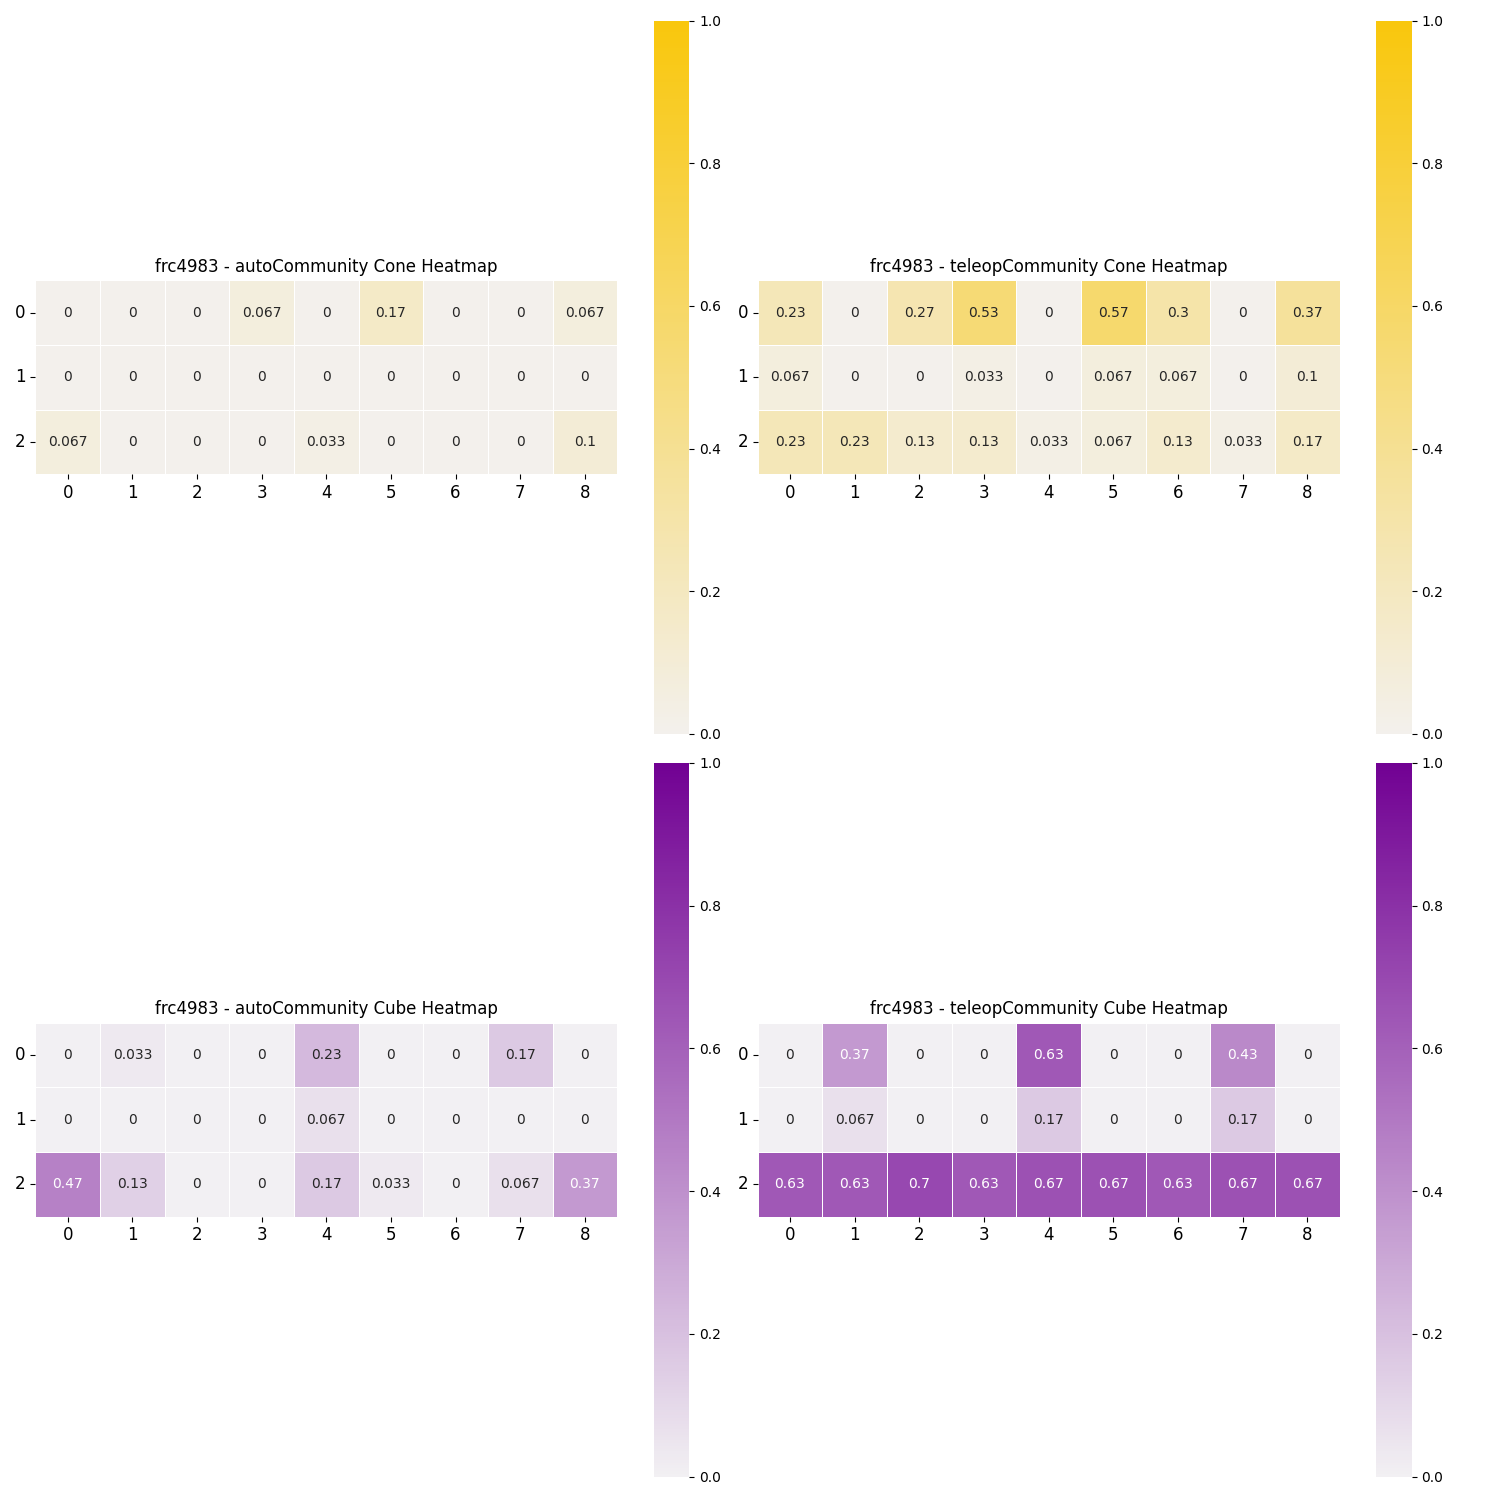 frc4983 - autoCommunity Cone Heatmap
0 0 0 0 0.067 0 0.17 0 0 0.067
1 0 0 0 0 0 0 0 0 0
2 0.067 0 0 0 0.033 0 0 0 0.1
0 1 2 3 4 5 6 7 8
1.0
0.8
0.6
0.4
0.2
0.0
frc4983 - teleopCommunity Cone Heatmap
0 0.23 0 0.27 0.53 0 0.57 0.3 0 0.37
1 0.067 0 0 0.033 0 0.067 0.067 0 0.1
2 0.23 0.23 0.13 0.13 0.033 0.067 0.13 0.033 0.17
0 1 2 3 4 5 6 7 8
1.0
0.8
0.6
0.4
0.2
0.0
frc4983 - autoCommunity Cube Heatmap
0 0 0.033 0 0 0.23 0 0 0.17 0
1 0 0 0 0 0.067 0 0 0 0
2 0.47 0.13 0 0 0.17 0.033 0 0.067 0.37
0 1 2 3 4 5 6 7 8
1.0
0.8
0.6
0.4
0.2
0.0
frc4983 - teleopCommunity Cube Heatmap
0 0 0.37 0 0 0.63 0 0 0.43 0
1 0 0.067 0 0 0.17 0 0 0.17 0
2 0.63 0.63 0.7 0.63 0.67 0.67 0.63 0.67 0.67
0 1 2 3 4 5 6 7 8
1.0
0.8
0.6
0.4
0.2
0.0